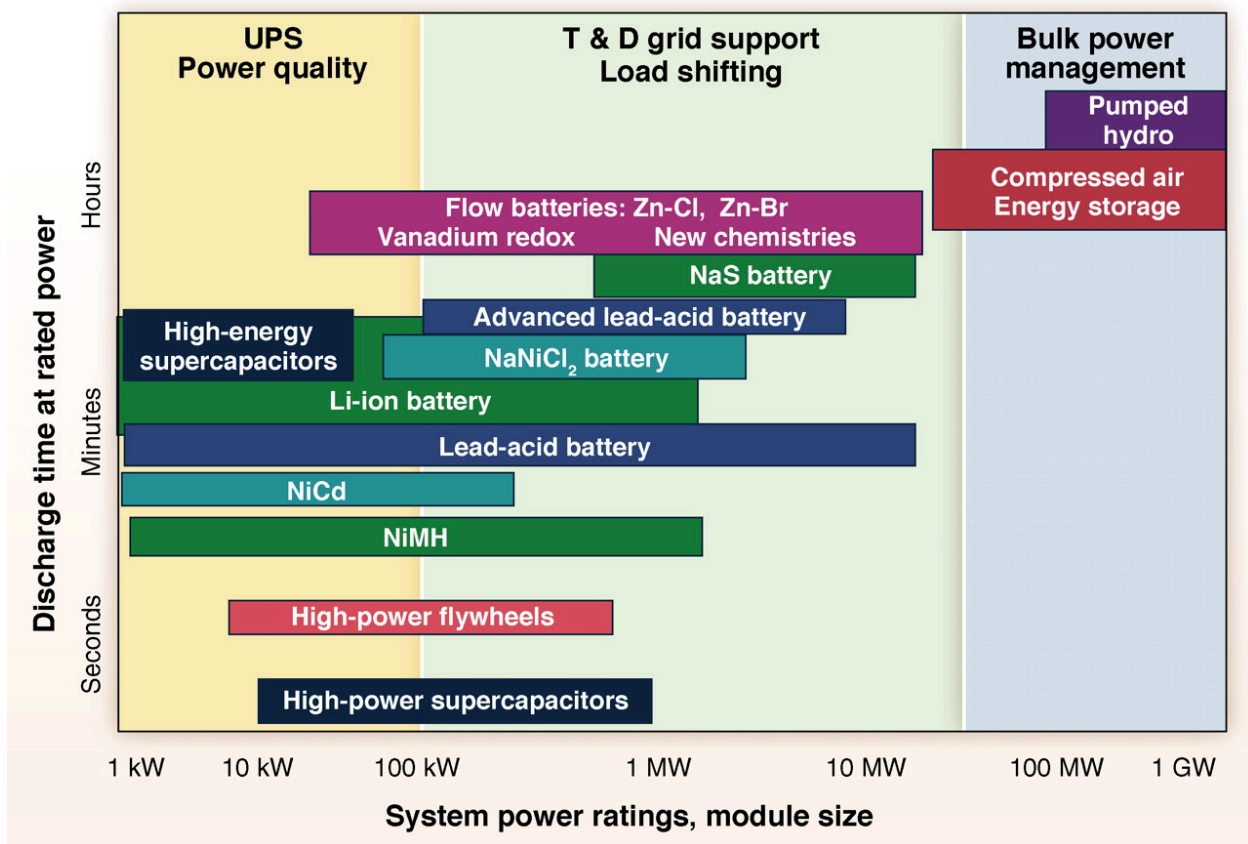 UPS
Power quality
T & D grid support
Load shifting
Bulk power
management
Pumped
hydro
Compressed air
Energy storage
Flow batteries: Zn-Cl, Zn-Br
Vanadium redox New chemistries
NaS battery
Advanced lead-acid battery
High-energy
supercapacitors
NaNiCl₂ battery
Li-ion battery
Lead-acid battery
NiCd
NiMH
High-power flywheels
High-power supercapacitors
Discharge time at rated power
Hours
Minutes
Seconds
1 kW 10 kW 100 kW 1 MW 10 MW 100 MW 1 GW
System power ratings, module size